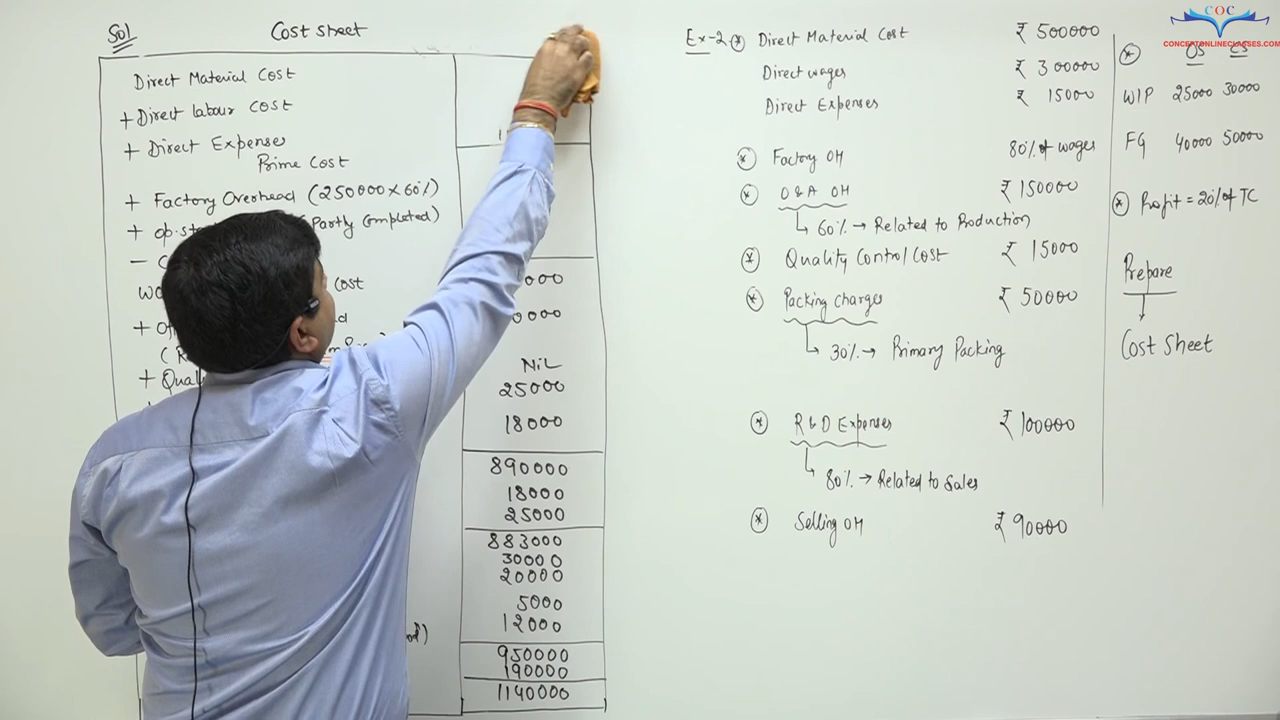 Sol
Cost sheet
Direct Material Cost
+ Direct labour Cost
+ Direct Expenses
Prime Cost
+ Factory Overhead (250000 x 60%)
+ op. (Partly Completed)
-
Cost
+
+
NIL
25000
18000
890000
18000
25000
883000
30000
20000
5000
12000
950000
190000
1140000
Ex-2 * Direct Material Cost ₹ 500000
Direct wages ₹ 300000
Direct Expenses ₹ 15000
* Factory OH 80% of wages
* O & A OH ₹ 150000
60% → Related to Production
* Quality Control Cost ₹ 15000
* Packing charges ₹ 50000
30% → Primary Packing
* R & D Expenses ₹ 100000
80% → Related to Sales
* Selling OH ₹ 90000
* OS CS
WIP 25000 30000
FG 40000 50000
* Profit = 20% of TC
Prepare
Cost Sheet
COC
CONCEPTONLINECLASSES.COM